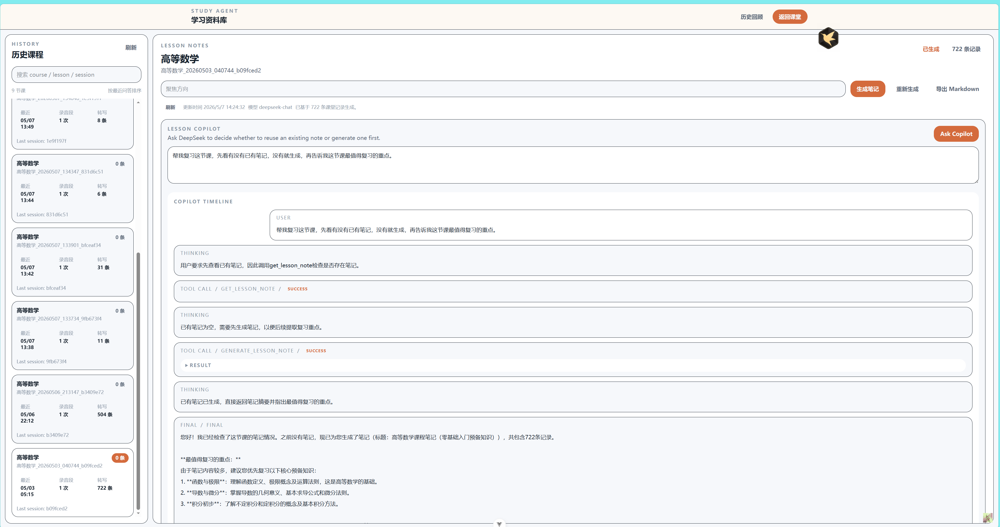 STUDY AGENT
学习资料库
历史回顾
返回课堂
HISTORY
历史课程
刷新
搜索 course / lesson / session
9 节课
按最近问答排序
最近
录音段
转写
05/07 13:49
1 次
8 条
Last session: 1e9f197f
高等数学
0 条
高等数学_20260507_134347_831d6c51
最近
录音段
转写
05/07 13:44
1 次
6 条
Last session: 831d6c51
高等数学
0 条
高等数学_20260507_133901_bfceaf34
最近
录音段
转写
05/07 13:42
1 次
31 条
Last session: bfceaf34
高等数学
0 条
高等数学_20260507_133734_9fb673f4
最近
录音段
转写
05/07 13:38
1 次
11 条
Last session: 9fb673f4
高等数学
0 条
高等数学_20260506_213147_b3409e72
最近
录音段
转写
05/06 22:12
1 次
504 条
Last session: b3409e72
高等数学
0 条
高等数学_20260503_040744_b09fced2
最近
录音段
转写
05/03 05:15
1 次
722 条
Last session: b09fced2
LESSON NOTES
高等数学
高等数学_20260503_040744_b09fced2
已生成
722 条记录
聚焦方向
生成笔记
重新生成
导出 Markdown
刷新
更新时间 2026/5/7 14:24:32 模型 deepseek-chat 已基于 722 条课堂记录生成。
LESSON COPILOT
Ask DeepSeek to decide whether to reuse an existing note or generate one first.
Ask Copilot
帮我复习这节课，先看有没有已有笔记，没有就生成，再告诉我这节课最值得复习的重点。
COPILOT TIMELINE
USER
帮我复习这节课，先看有没有已有笔记，没有就生成，再告诉我这节课最值得复习的重点。
THINKING
用户要求先查看已有笔记，因此调用get_lesson_note检查是否存在笔记。
TOOL CALL / GET_LESSON_NOTE / SUCCESS
THINKING
已有笔记为空，需要先生成笔记，以便后续提取复习重点。
TOOL CALL / GENERATE_LESSON_NOTE / SUCCESS
RESULT
THINKING
已有笔记已生成，直接返回笔记摘要并指出最值得复习的重点。
FINAL / FINAL
您好！我已经检查了这节课的笔记情况。之前没有笔记，现已为您生成了笔记（标题：高等数学课程笔记（零基础入门预备知识）），共包含722条记录。
**最值得复习的重点：**
由于笔记内容较多，建议您优先复习以下核心预备知识：
1. **函数与极限**：理解函数定义、极限概念及运算法则，这是高等数学的基础。
2. **导数与微分**：掌握导数的几何意义、基本求导公式和微分法则。
3. **积分初步**：了解不定积分和定积分的概念及基本积分方法。